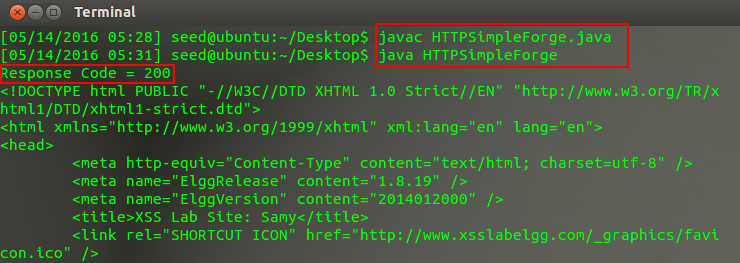 Terminal
[05/14/2016 05:28] seed@ubuntu:~/Desktop$ javac HTTPSimpleForge.java
[05/14/2016 05:31] seed@ubuntu:~/Desktop$ java HTTPSimpleForge
Response Code = 200
<!DOCTYPE html PUBLIC "-//W3C//DTD XHTML 1.0 Strict//EN" "http://www.w3.org/TR/x
html1/DTD/xhtml1-strict.dtd">
<html xmlns="http://www.w3.org/1999/xhtml" xml:lang="en" lang="en">
<head>
        <meta http-equiv="Content-Type" content="text/html; charset=utf-8" />
        <meta name="ElggRelease" content="1.8.19" />
        <meta name="ElggVersion" content="2014012000" />
        <title>XSS Lab Site: Samy</title>
        <link rel="SHORTCUT ICON" href="http://www.xsslabelgg.com/_graphics/favi
con.ico" />